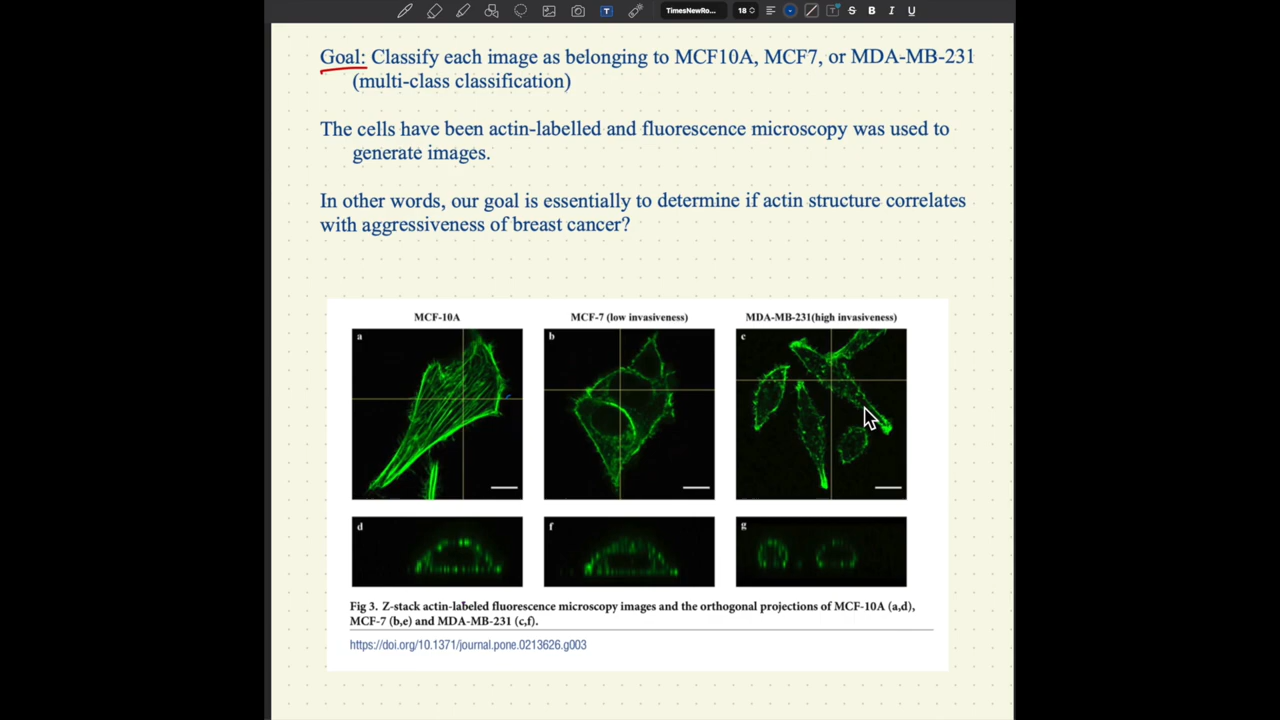 TimesNewRo... 18 S B I U
Goal: Classify each image as belonging to MCF10A, MCF7, or MDA-MB-231
(multi-class classification)
The cells have been actin-labelled and fluorescence microscopy was used to
generate images.
In other words, our goal is essentially to determine if actin structure correlates
with aggressiveness of breast cancer?
MCF-10A MCF-7 (low invasiveness) MDA-MB-231(high invasiveness)
a b c
d f g
Fig 3. Z-stack actin-labeled fluorescence microscopy images and the orthogonal projections of MCF-10A (a,d),
MCF-7 (b,e) and MDA-MB-231 (c,f).
https://doi.org/10.1371/journal.pone.0213626.g003